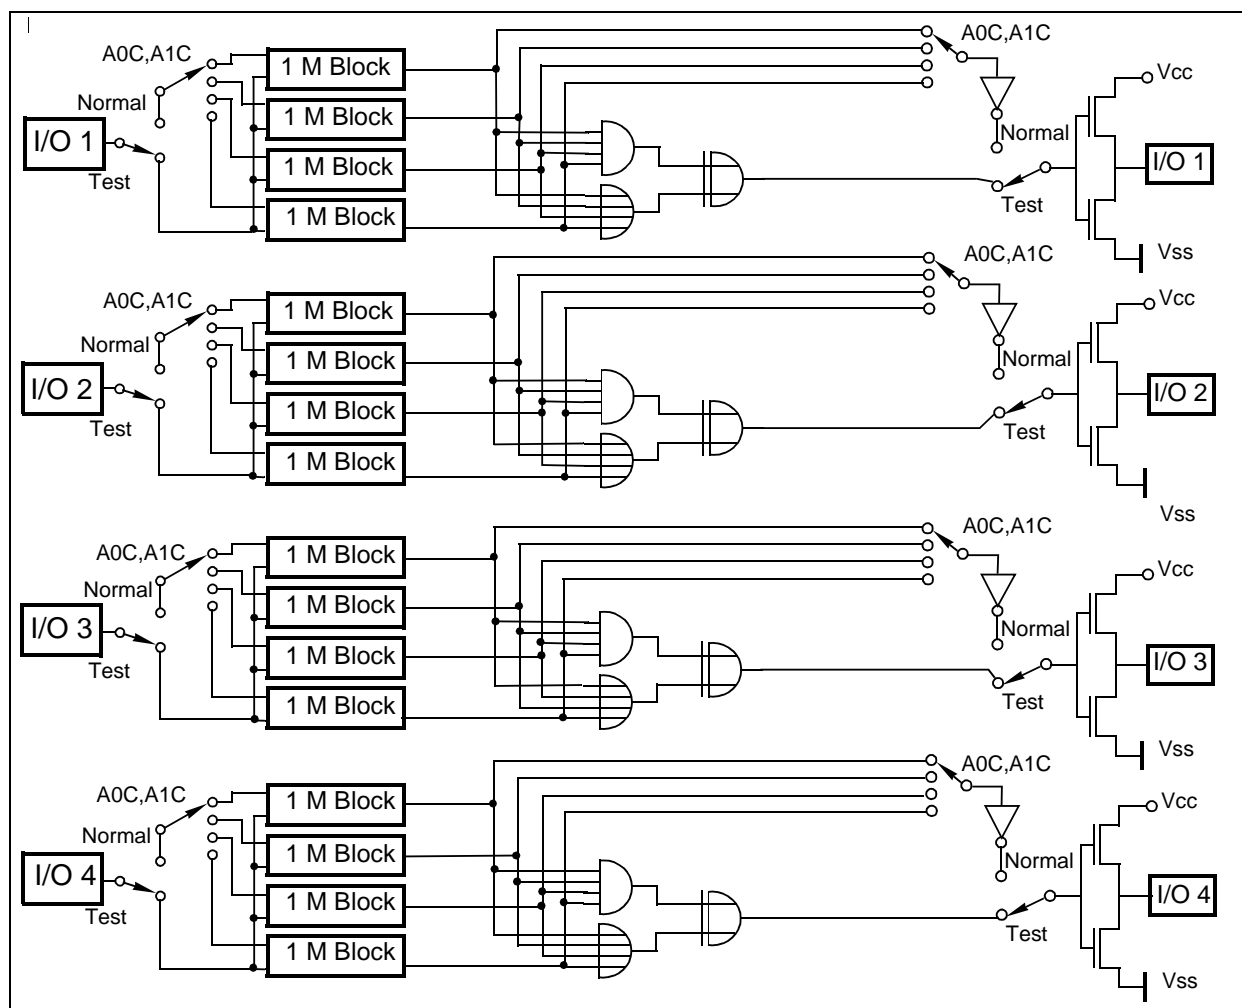 A0C,A1C
1 M Block
A0C,A1C
Vcc
Normal
1 M Block
Normal
I/O 1
1 M Block
I/O 1
Test
Test
1 M Block
Vss
A0C,A1C
1 M Block
A0C,A1C
Vcc
Normal
1 M Block
Normal
I/O 2
1 M Block
I/O 2
Test
Test
1 M Block
Vss
A0C,A1C
1 M Block
A0C,A1C
Vcc
Normal
1 M Block
Normal
I/O 3
1 M Block
I/O 3
Test
Test
1 M Block
Vss
A0C,A1C
1 M Block
A0C,A1C
Vcc
Normal
1 M Block
Normal
I/O 4
1 M Block
I/O 4
Test
Test
1 M Block
Vss